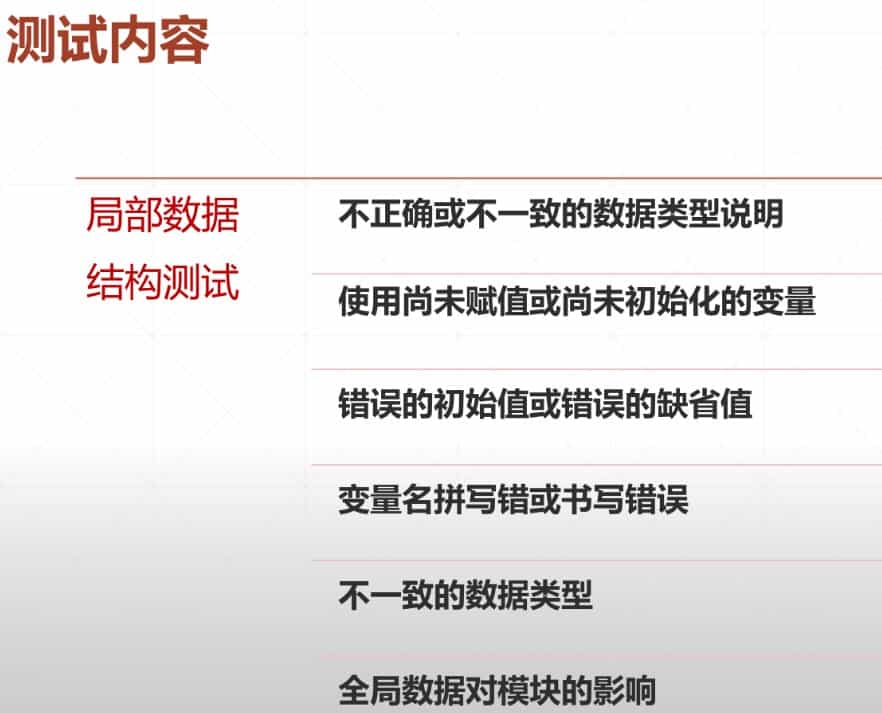 测试内容
局部数据
结构测试
不正确或不一致的数据类型说明
使用尚未赋值或尚未初始化的变量
错误的初始值或错误的缺省值
变量名拼写错或书写错误
不一致的数据类型
全局数据对模块的影响